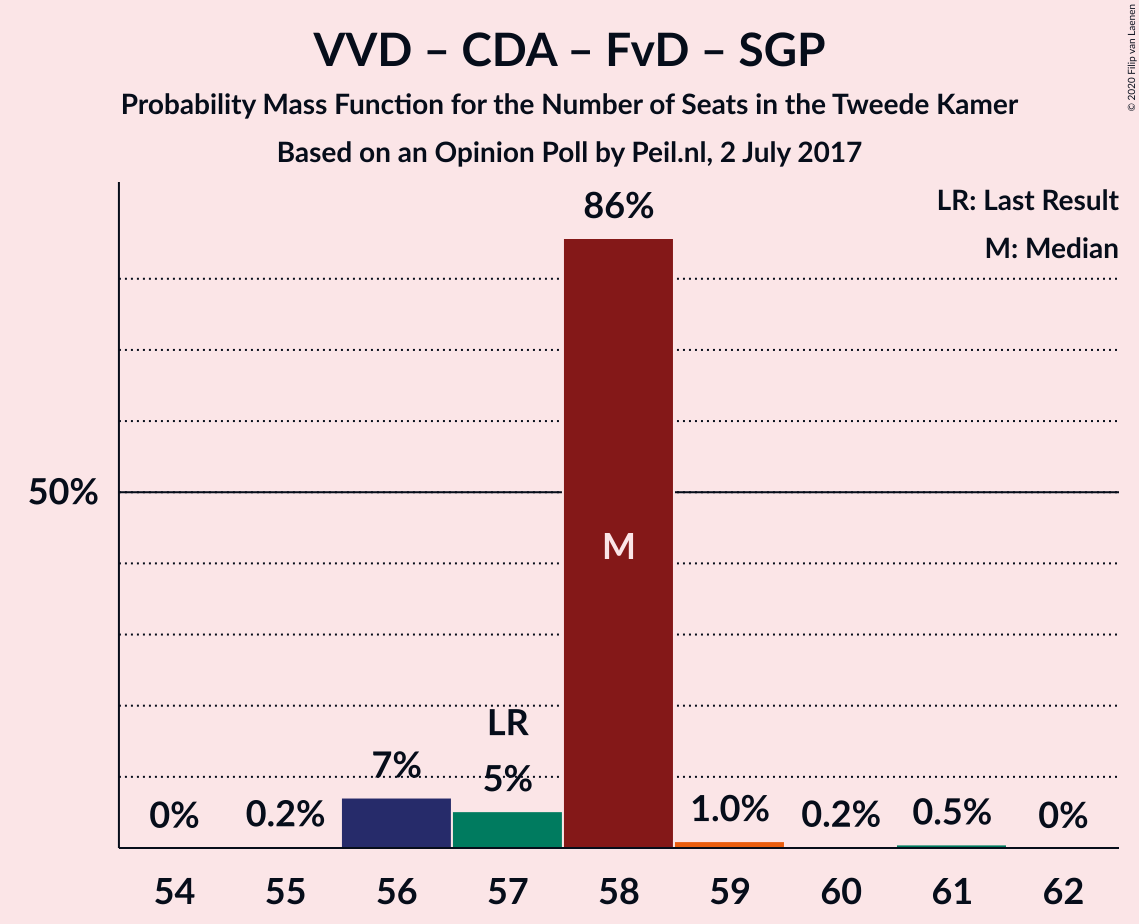 VVD – CDA – FvD – SGP
Probability Mass Function for the Number of Seats in the Tweede Kamer
Based on an Opinion Poll by Peil.nl, 2 July 2017
© 2020 Filip van Laenen
LR: Last Result
M: Median
86%
50%
M
LR
7%
5%
0%
0.2%
1.0%
0.2%
0.5%
0%
54 55 56 57 58 59 60 61 62